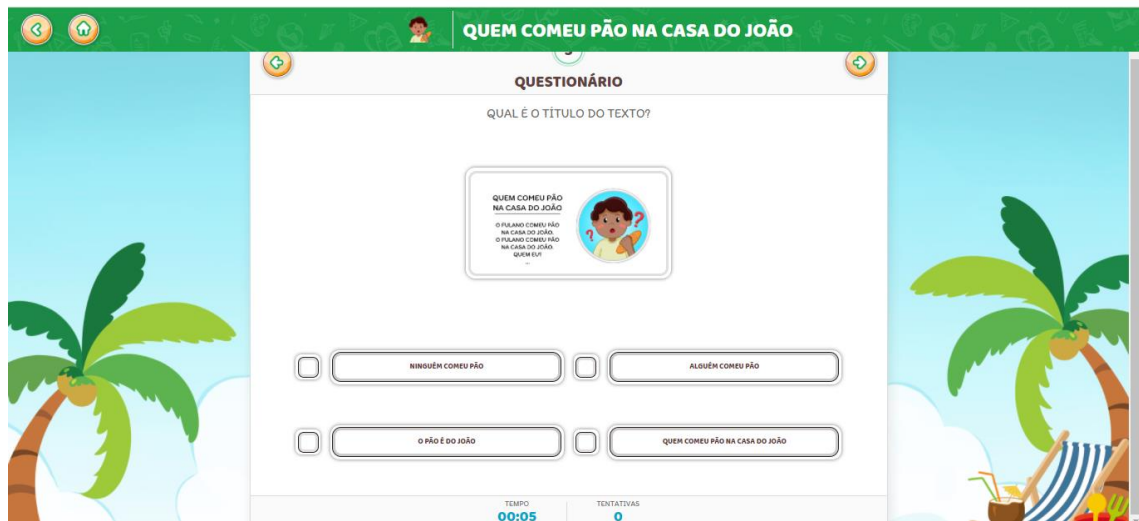 QUEM COMEU PÃO NA CASA DO JOÃO
QUESTIONÁRIO
QUAL É O TÍTULO DO TEXTO?
QUEM COMEU PÃO
NA CASA DO JOÃO
O FULANO COMEU PÃO
NA CASA DO JOÃO.
O FULANO COMEU PÃO
NA CASA DO JOÃO.
QUEM EU?
...
? ?
NINGUÉM COMEU PÃO
ALGUÉM COMEU PÃO
O PÃO É DO JOÃO
QUEM COMEU PÃO NA CASA DO JOÃO
TEMPO
00:05
TENTATIVAS
0